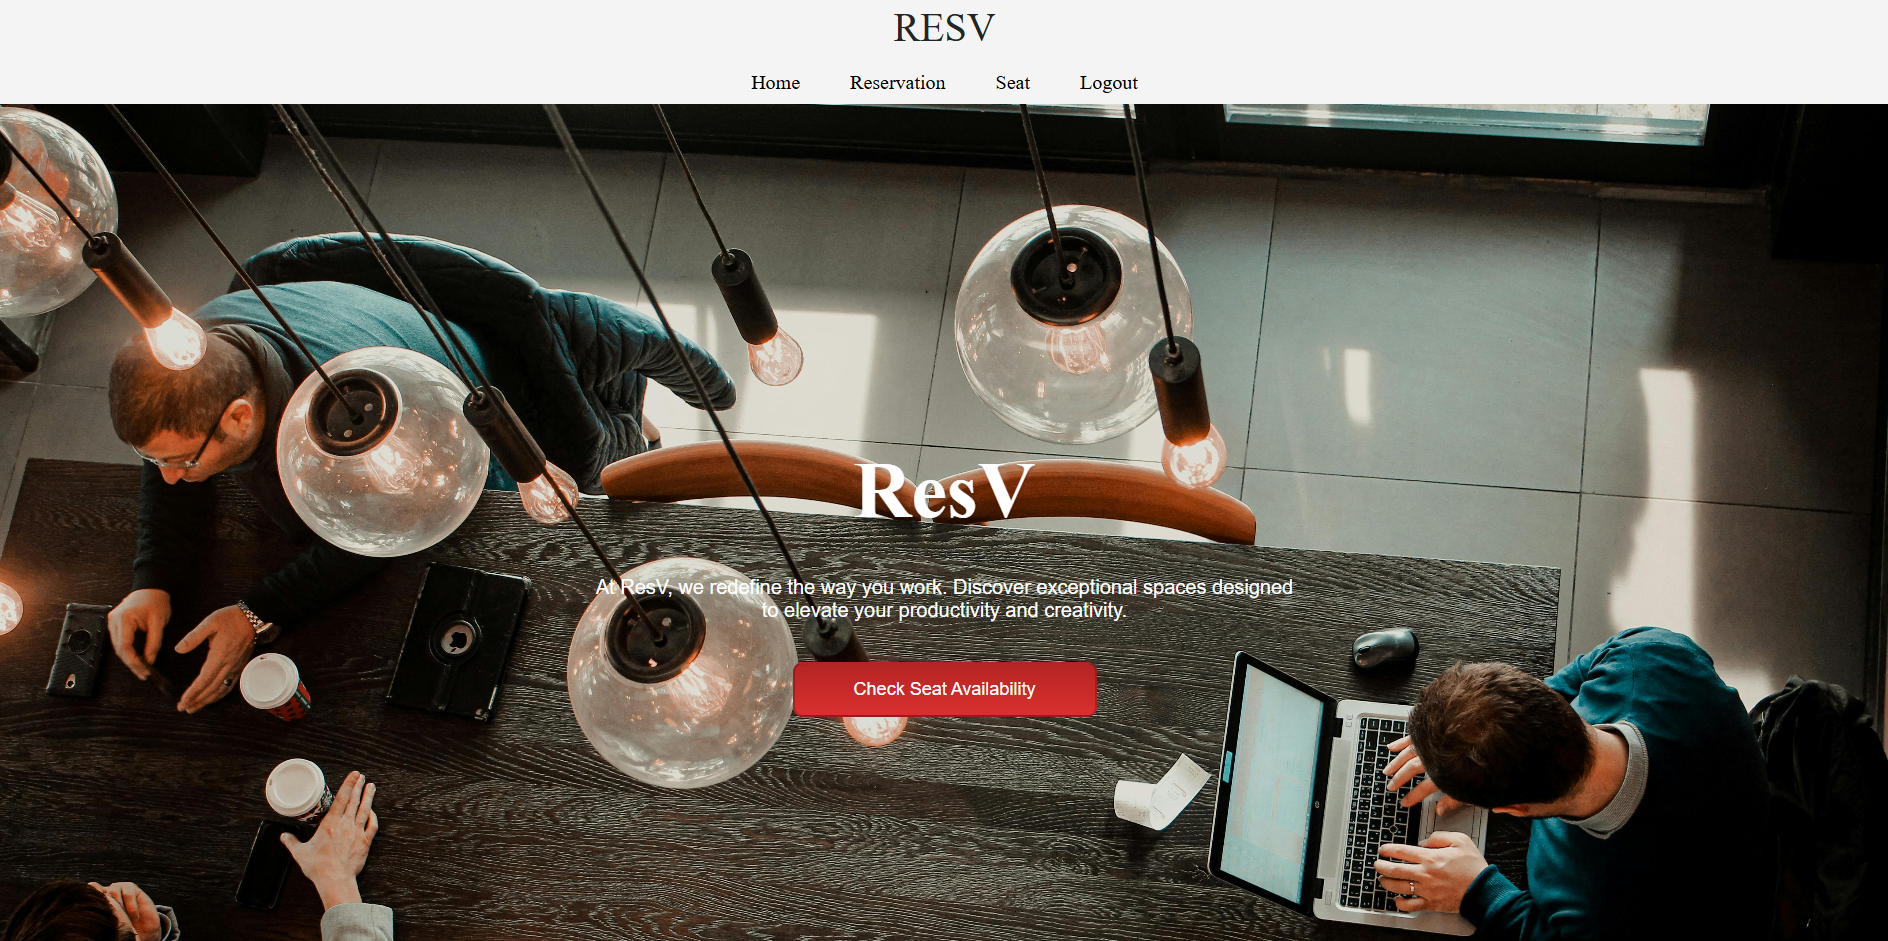 RESV
Home Reservation Seat Logout
ResV
At ResV, we redefine the way you work. Discover exceptional spaces designed
to elevate your productivity and creativity.
Check Seat Availability